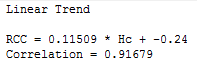 Linear Trend
RCC = 0.11509 * Hc + -0.24
Correlation = 0.91679